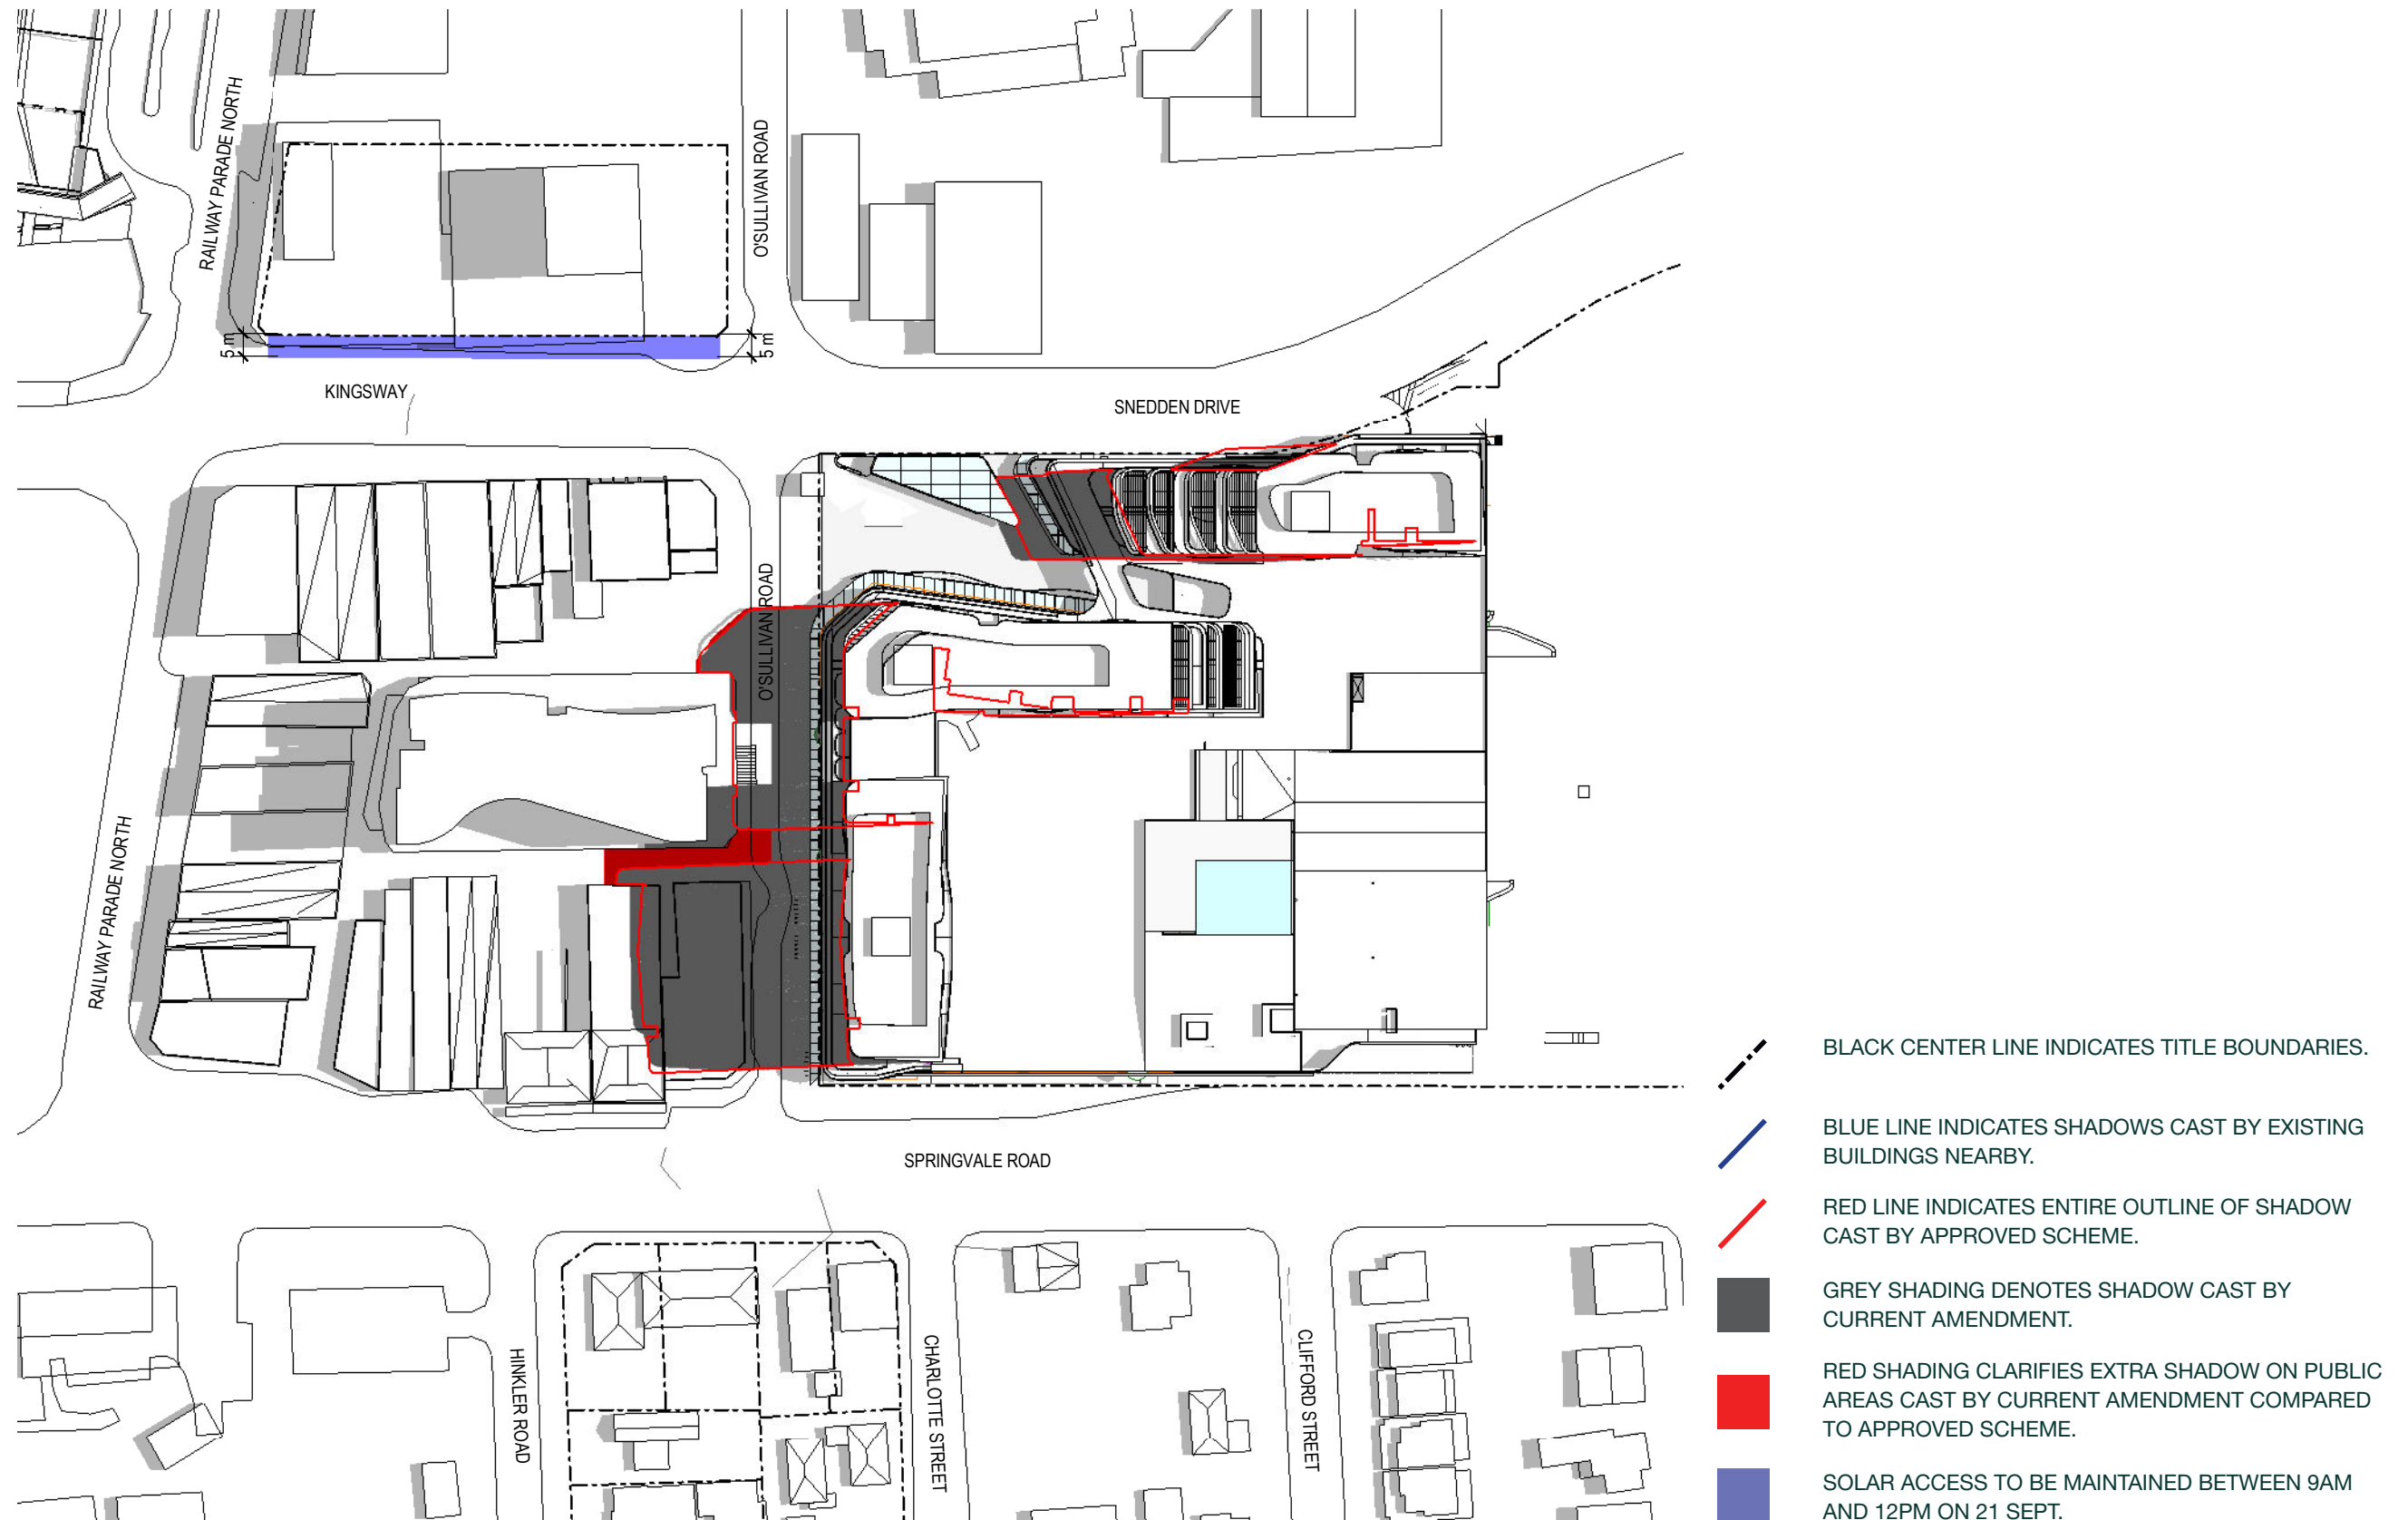 RAILWAY PARADE NORTH
O'SULLIVAN ROAD
5 m
5 m
KINGSWAY
SNEDDEN DRIVE
O'SULLIVAN ROAD
RAILWAY PARADE NORTH
SPRINGVALE ROAD
HINKLER ROAD
CHARLOTTE STREET
CLIFFORD STREET
BLACK CENTER LINE INDICATES TITLE BOUNDARIES.
BLUE LINE INDICATES SHADOWS CAST BY EXISTING
BUILDINGS NEARBY.
RED LINE INDICATES ENTIRE OUTLINE OF SHADOW
CAST BY APPROVED SCHEME.
GREY SHADING DENOTES SHADOW CAST BY
CURRENT AMENDMENT.
RED SHADING CLARIFIES EXTRA SHADOW ON PUBLIC
AREAS CAST BY CURRENT AMENDMENT COMPARED
TO APPROVED SCHEME.
SOLAR ACCESS TO BE MAINTAINED BETWEEN 9AM
AND 12PM ON 21 SEPT.